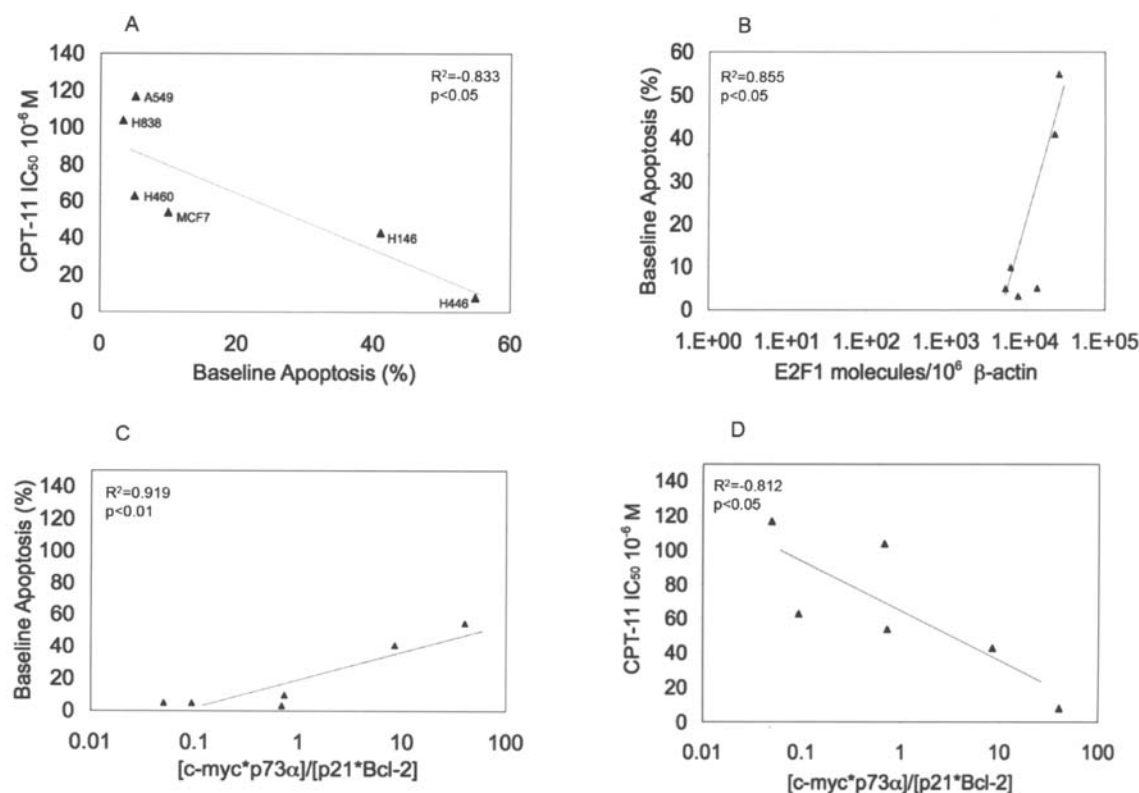 A
CPT-11 IC₅₀ 10⁻⁶ M
140
120
100
80
60
40
20
0
R²=-0.833
p<0.05
A549
H838
H460
MCF7
H146
H446
0 20 40 60
Baseline Apoptosis (%)
B
Baseline Apoptosis (%)
60
50
40
30
20
10
0
R²=0.855
p<0.05
1.E+00 1.E+01 1.E+02 1.E+03 1.E+04 1.E+05
E2F1 molecules/10⁶ β-actin
C
Baseline Apoptosis (%)
140
120
100
80
60
40
20
0
R²=0.919
p<0.01
0.01 0.1 1 10 100
[c-myc*p73α]/[p21*Bcl-2]
D
CPT-11 IC₅₀ 10⁻⁶ M
140
120
100
80
60
40
20
0
R²=-0.812
p<0.05
0.01 0.1 1 10 100
[c-myc*p73α]/[p21*Bcl-2]